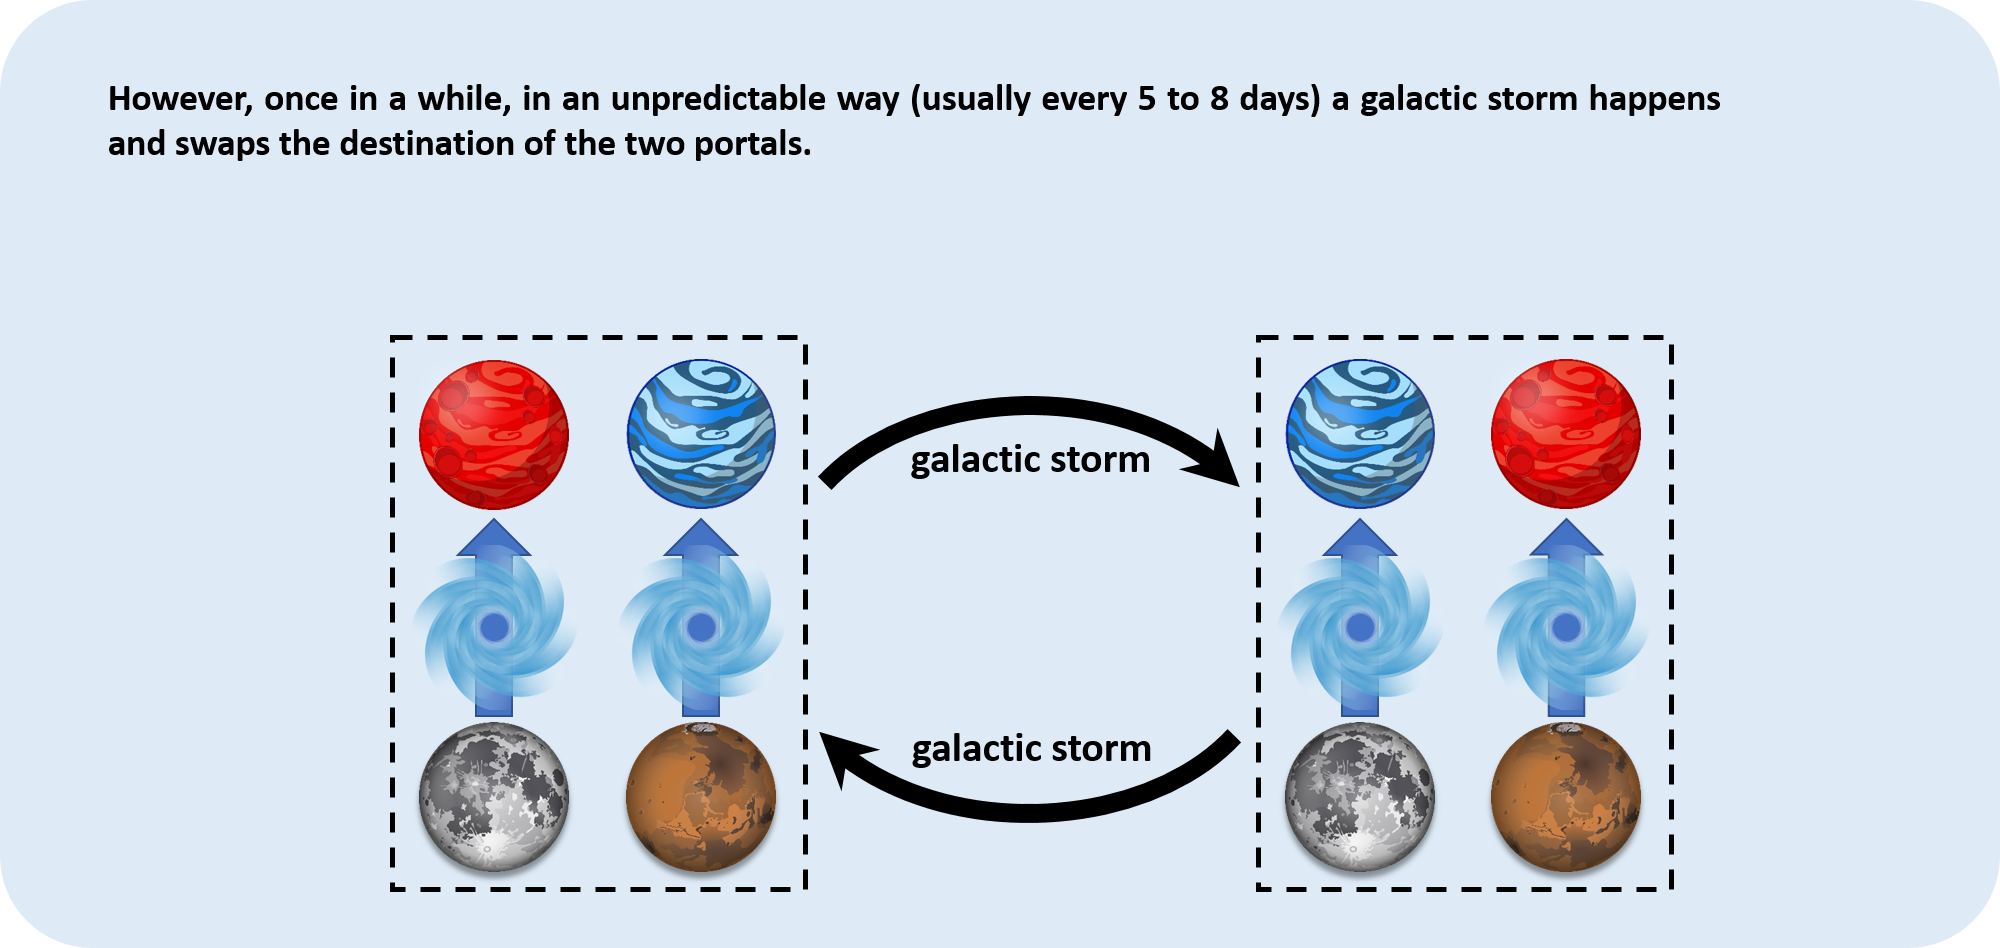 However, once in a while, in an unpredictable way (usually every 5 to 8 days) a galactic storm happens
and swaps the destination of the two portals.
galactic storm
galactic storm